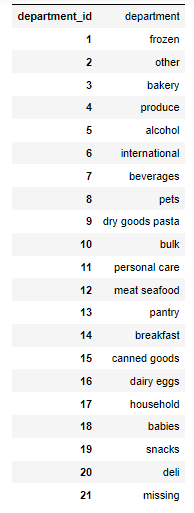 department_id department
1 frozen
2 other
3 bakery
4 produce
5 alcohol
6 international
7 beverages
8 pets
9 dry goods pasta
10 bulk
11 personal care
12 meat seafood
13 pantry
14 breakfast
15 canned goods
16 dairy eggs
17 household
18 babies
19 snacks
20 deli
21 missing